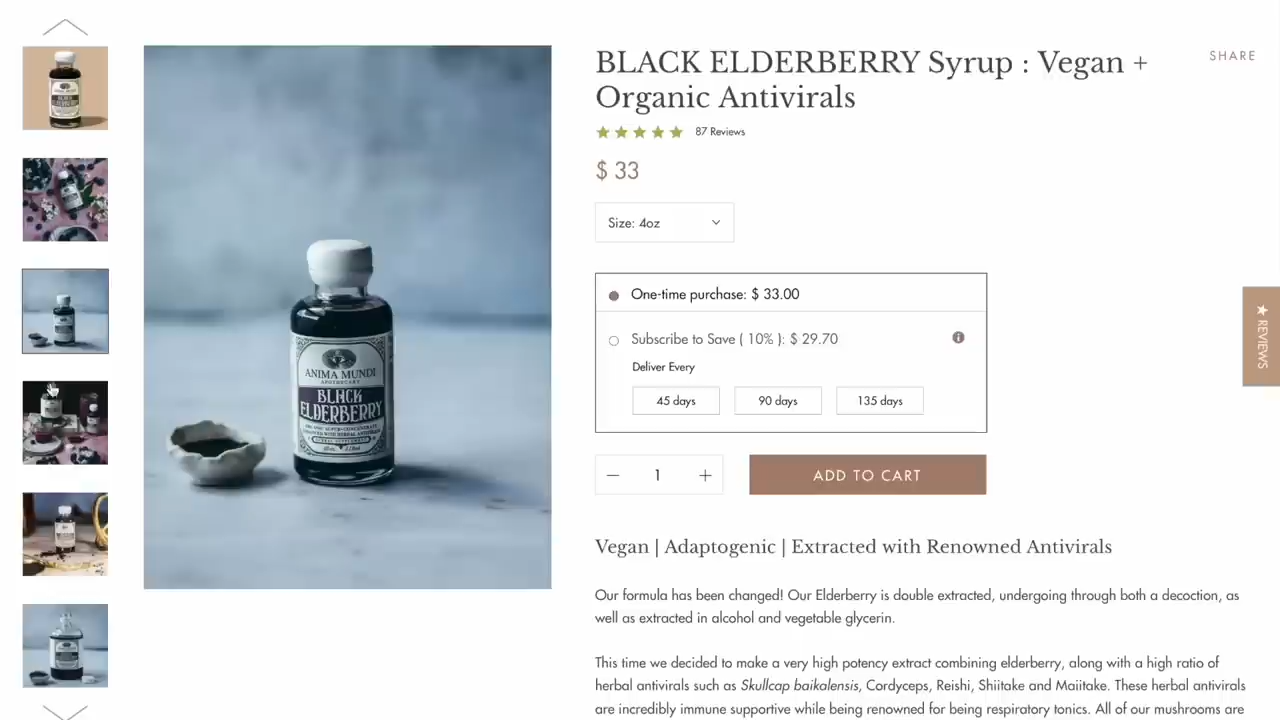 BLACK ELDERBERRY Syrup : Vegan +
Organic Antivirals
SHARE
87 Reviews
$ 33
Size: 4oz
One-time purchase: $ 33.00
Subscribe to Save ( 10% ): $ 29.70
Deliver Every
45 days
90 days
135 days
1
ADD TO CART
★ REVIEWS
ANIMA MUNDI
APOTHECARY
BLACK
ELDERBERRY
Vegan | Adaptogenic | Extracted with Renowned Antivirals
Our formula has been changed! Our Elderberry is double extracted, undergoing through both a decoction, as
well as extracted in alcohol and vegetable glycerin.
This time we decided to make a very high potency extract combining elderberry, along with a high ratio of
herbal antivirals such as Skullcap baikalensis, Cordyceps, Reishi, Shiitake and Maiitake. These herbal antivirals
are incredibly immune supportive while being renowned for being respiratory tonics. All of our mushrooms are